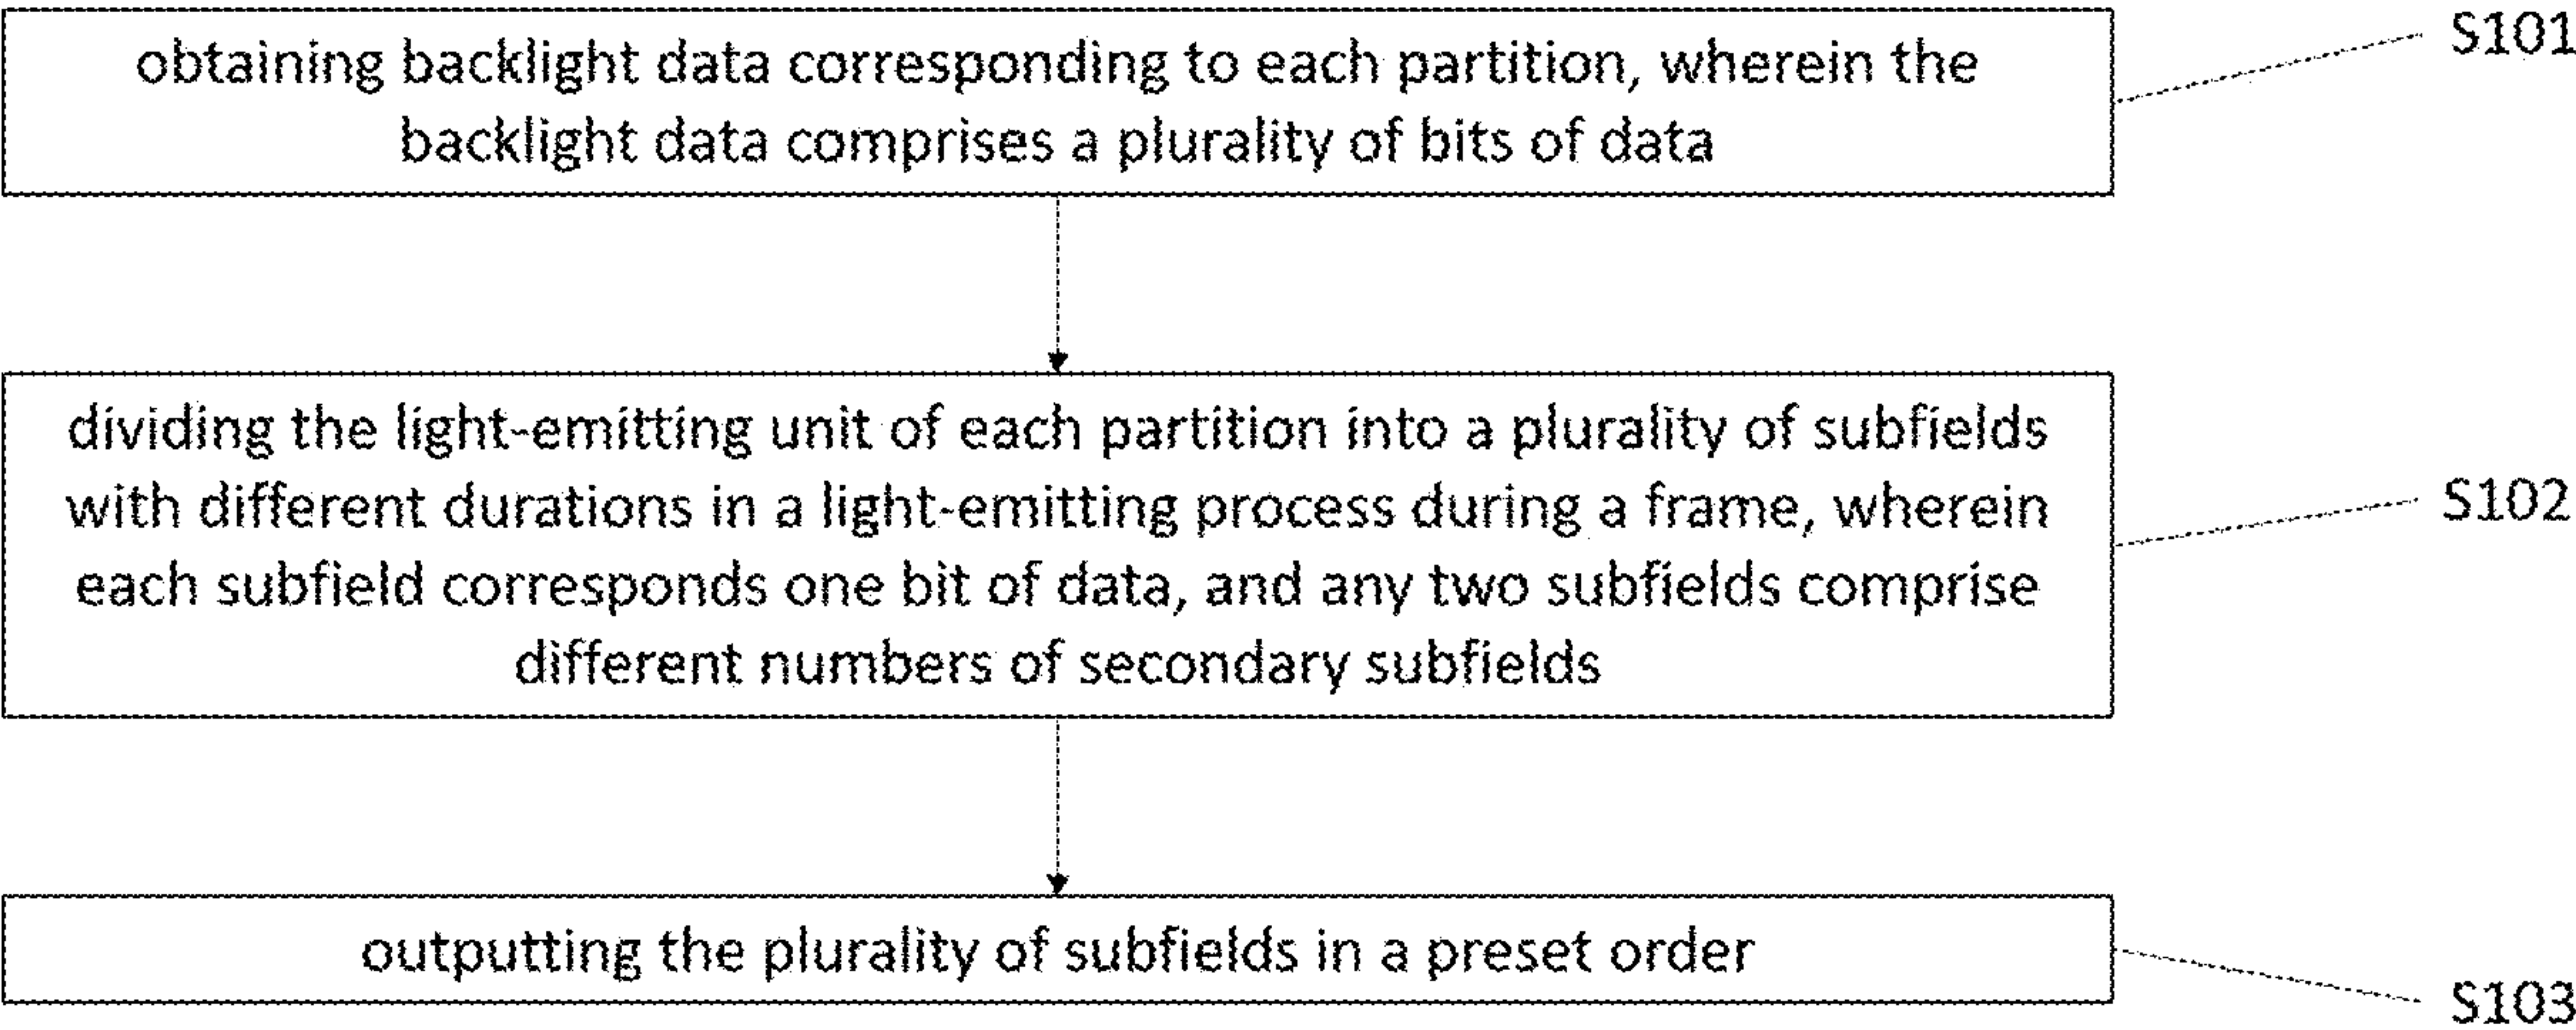 obtaining backlight data corresponding to each partition, wherein the
backlight data comprises a plurality of bits of data
S101
dividing the light-emitting unit of each partition into a plurality of subfields
with different durations in a light-emitting process during a frame, wherein
each subfield corresponds one bit of data, and any two subfields comprise
different numbers of secondary subfields
S102
outputting the plurality of subfields in a preset order
S103